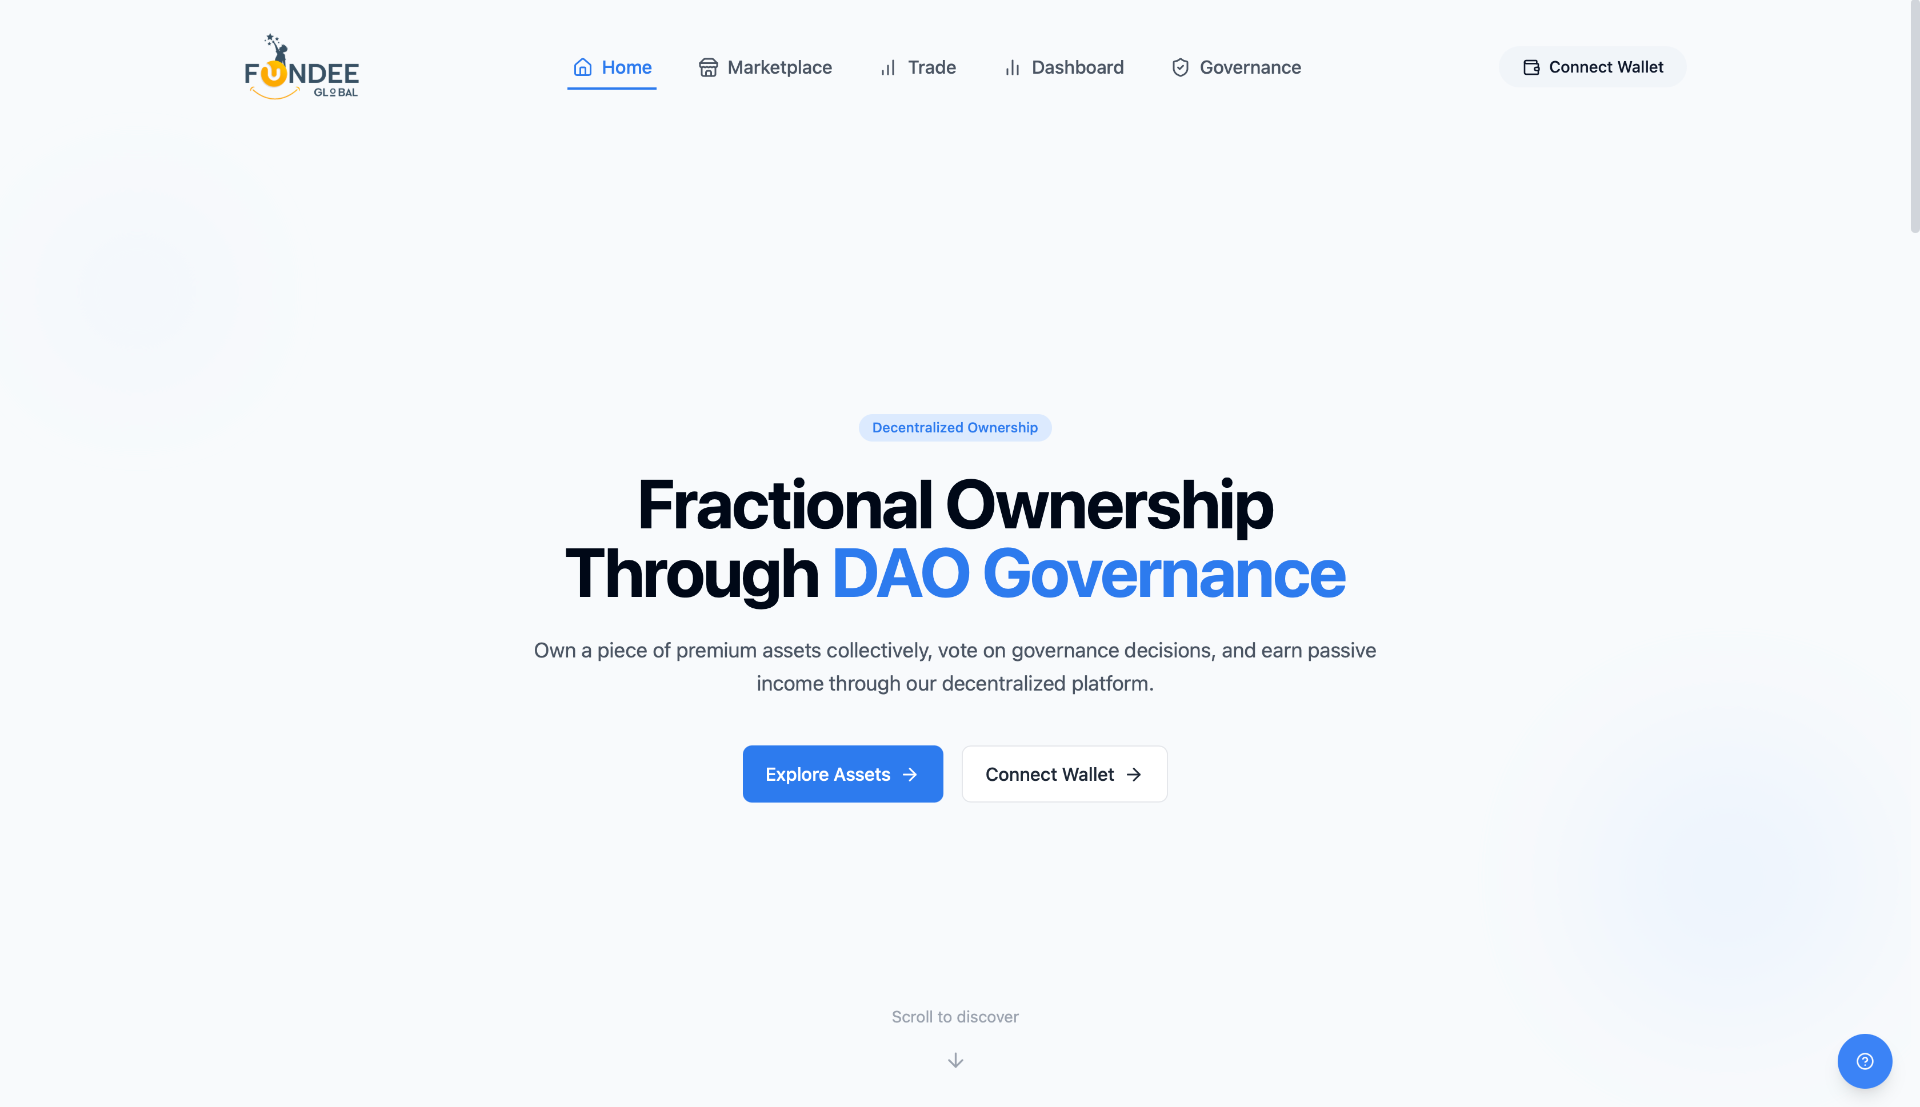 FUNDEE
GLOBAL
Home
Marketplace
Trade
Dashboard
Governance
Connect Wallet
Decentralized Ownership
Fractional Ownership
Through DAO Governance
Own a piece of premium assets collectively, vote on governance decisions, and earn passive
income through our decentralized platform.
Explore Assets
Connect Wallet
Scroll to discover